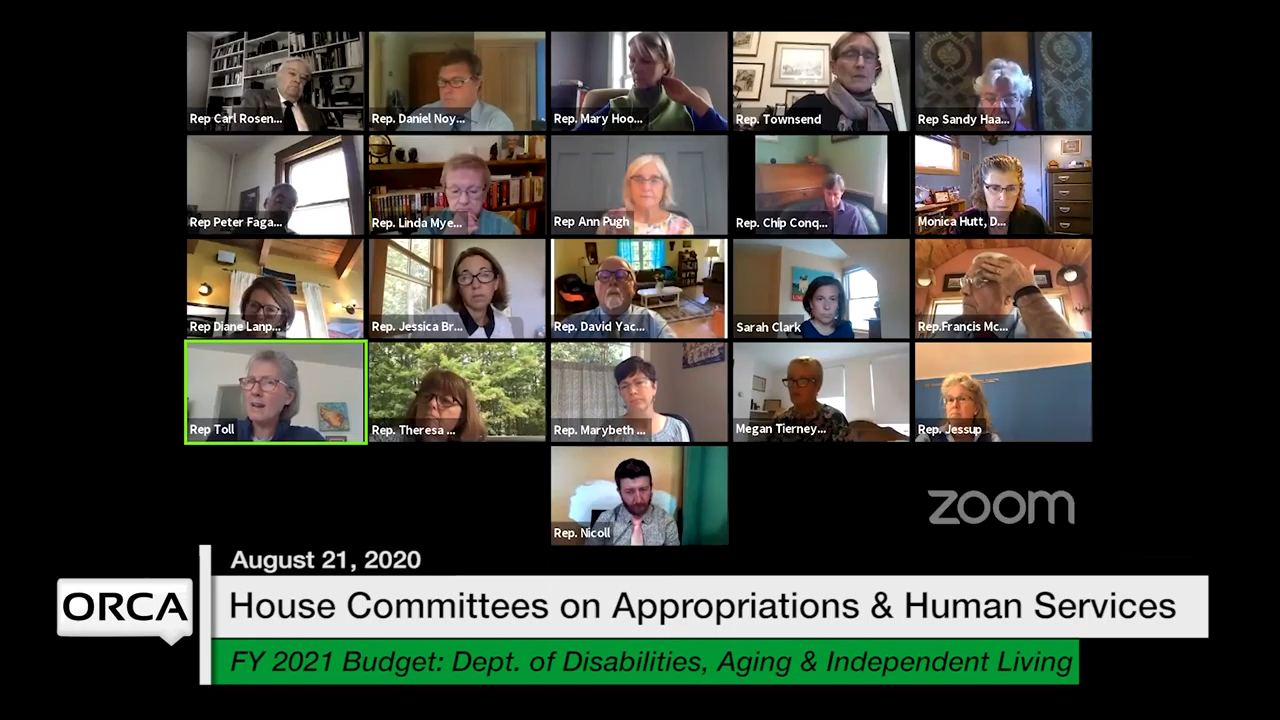 Rep Carl Rosen...
Rep. Daniel Noy...
Rep. Mary Hoo...
Rep. Townsend
Rep Sandy Haa...
Rep Peter Faga...
Rep. Linda Mye...
Rep Ann Pugh
Rep. Chip Conq...
Monica Hutt, D...
Rep Diane Lanp...
Rep. Jessica Br...
Rep. David Yac...
Sarah Clark
Rep.Francis Mc...
Rep Toll
Rep. Theresa ...
Rep. Marybeth ...
Megan Tierney...
Rep. Jessup
Rep. Nicoll
zoom
August 21, 2020
ORCA
House Committees on Appropriations & Human Services
FY 2021 Budget: Dept. of Disabilities, Aging & Independent Living